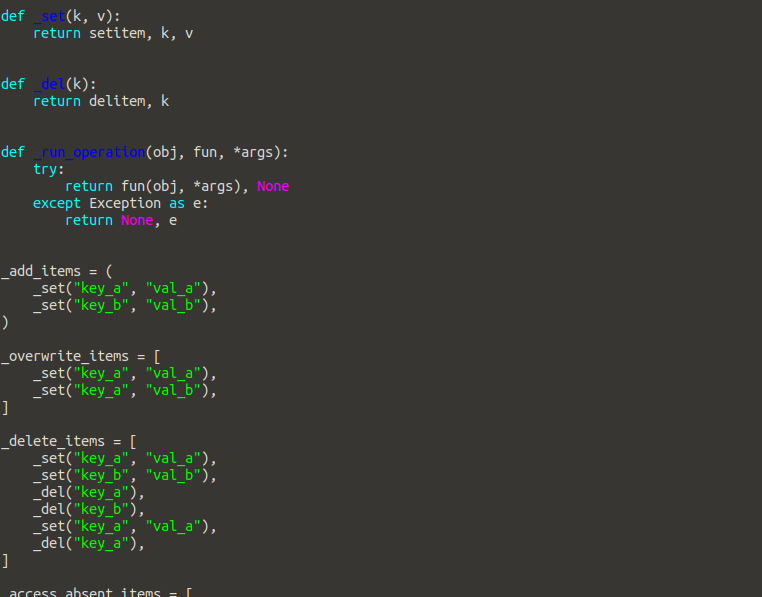 def _set(k, v):
    return setitem, k, v
def _del(k):
    return delitem, k
def _run_operation(obj, fun, *args):
    try:
        return fun(obj, *args), None
    except Exception as e:
        return None, e
_add_items = (
    _set("key_a", "val_a"),
    _set("key_b", "val_b"),
)
_overwrite_items = [
    _set("key_a", "val_a"),
    _set("key_a", "val_b"),
]
_delete_items = [
    _set("key_a", "val_a"),
    _set("key_b", "val_b"),
    _del("key_a"),
    _del("key_b"),
    _set("key_a", "val_a"),
    _del("key_a"),
]
_access_absent_items = [